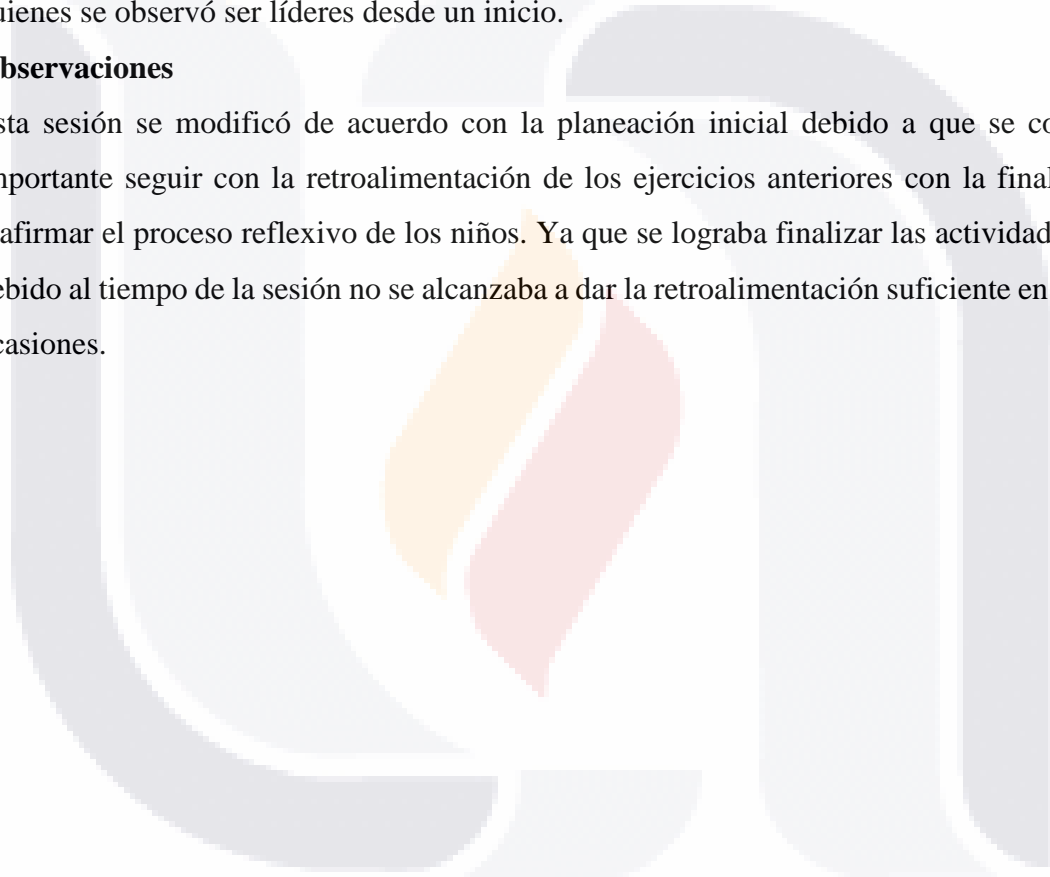 uienes se observó ser líderes desde un inicio.
bservaciones
sta sesión se modificó de acuerdo con la planeación inicial debido a que se co
mportante seguir con la retroalimentación de los ejercicios anteriores con la final
afirmar el proceso reflexivo de los niños. Ya que se lograba finalizar las actividad
ebido al tiempo de la sesión no se alcanzaba a dar la retroalimentación suficiente en
casiones.